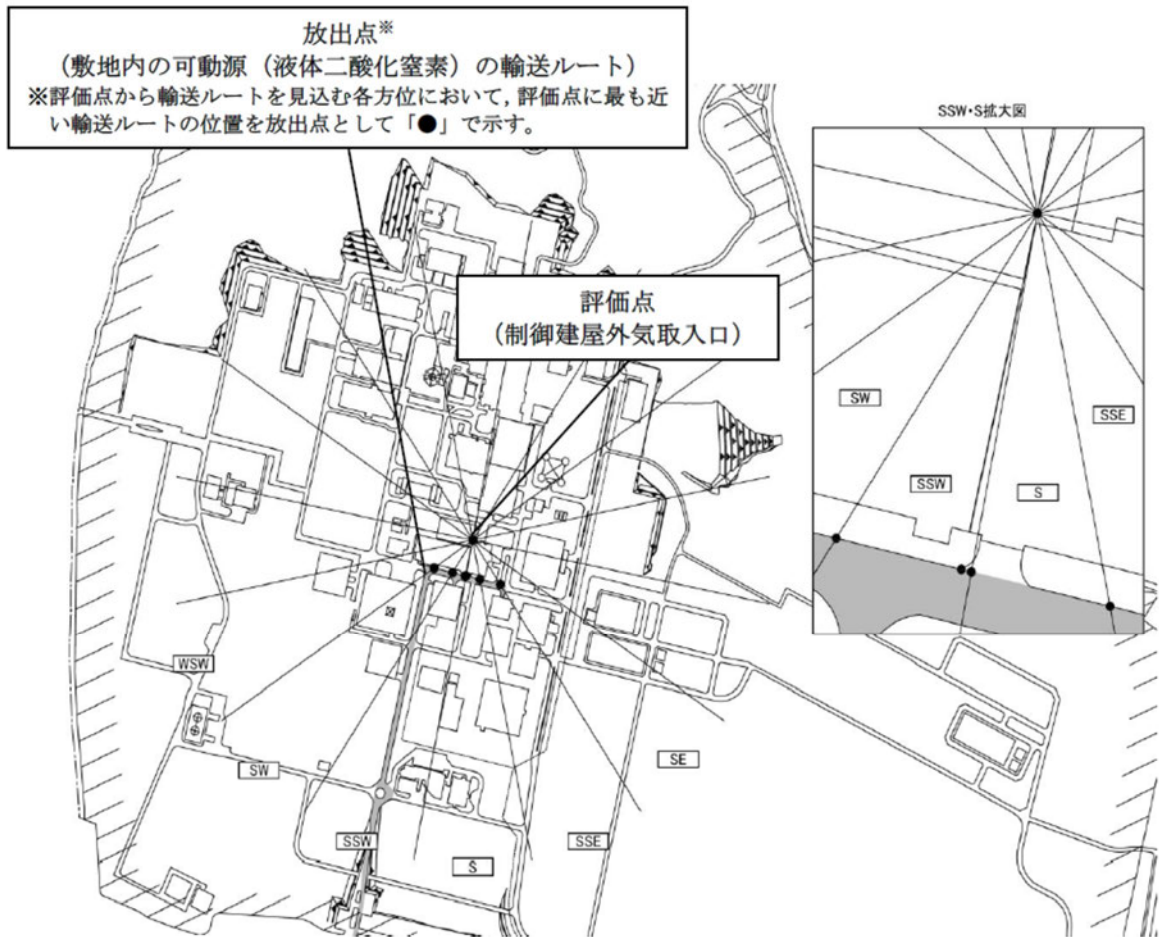 放出点※
（敷地内の可動源（液体二酸化窒素）の輸送ルート）
※評価点から輸送ルートを見込む各方位において，評価点に最も近
い輸送ルートの位置を放出点として「●」で示す。
SSW・S拡大図
評価点
（制御建屋外気取入口）
SW
SSE
SSW
S
WSW
SW
SE
SSW
SSE
S